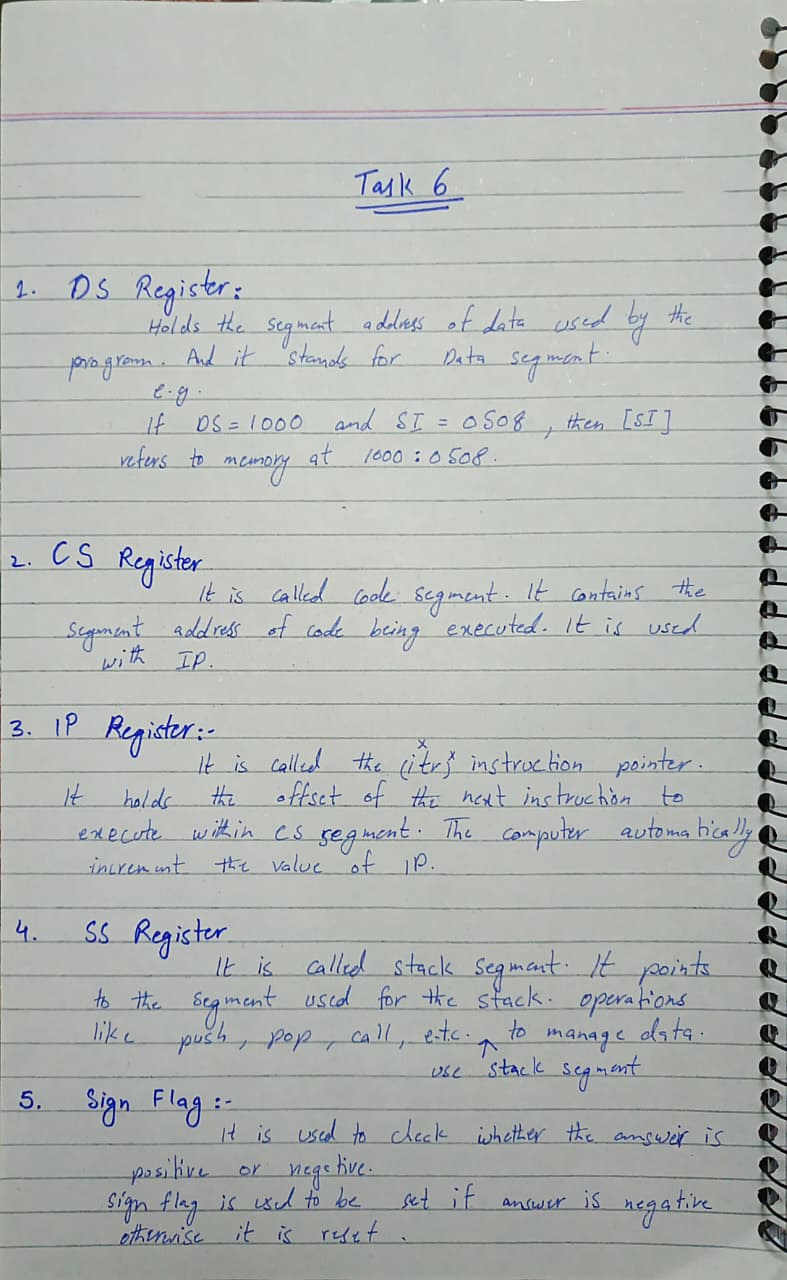 Task 6
1. DS Register:
Holds the segment address of data used by the
program. And it stands for Data segment.
e.g.
If DS = 1000 and SI = 0508, then [SI]
refers to memory at 1000 : 0508.
2. CS Register
It is called code segment. It contains the
segment address of code being executed. It is used
with IP.
3. IP Register:-
It is called the (itr) instruction pointer.
It holds the offset of the next instruction to
execute within CS segment. The computer automatically
increment the value of IP.
4. SS Register
It is called stack segment. It points
to the segment used for the stack. operations
like push, pop, call, e.t.c. to manage data.
use stack segment
5. Sign Flag :-
It is used to check whether the answer is
positive or negetive.
Sign flag is used to be set if answer is negative
otherwise it is reset.